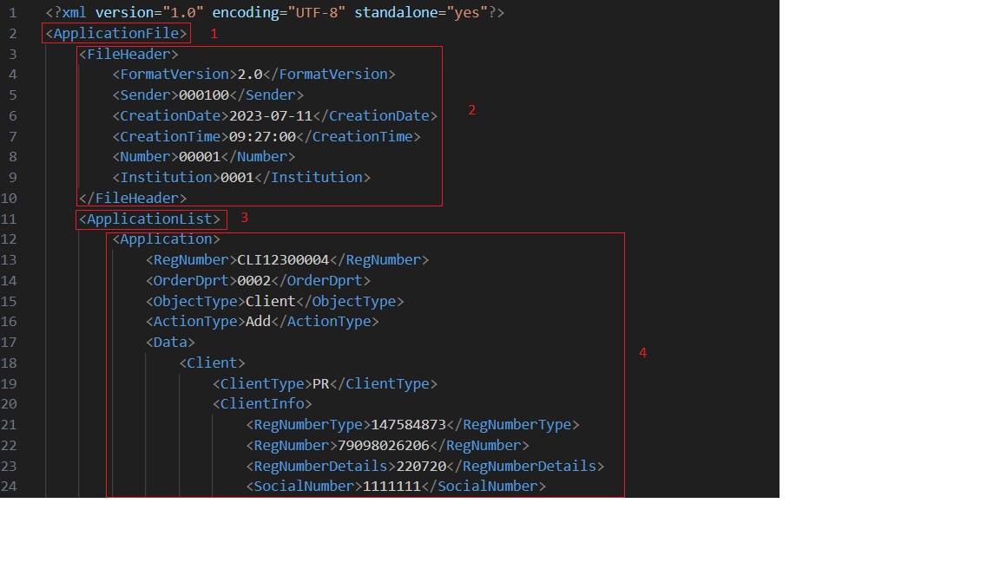 1 <?xml version="1.0" encoding="UTF-8" standalone="yes"?>
2 <ApplicationFile> 1
3 <FileHeader>
4 <FormatVersion>2.0</FormatVersion>
5 <Sender>000100</Sender>
6 <CreationDate>2023-07-11</CreationDate> 2
7 <CreationTime>09:27:00</CreationTime>
8 <Number>00001</Number>
9 <Institution>0001</Institution>
10 </FileHeader>
11 <ApplicationList> 3
12 <Application>
13 <RegNumber>CLI12300004</RegNumber>
14 <OrderDprt>0002</OrderDprt>
15 <ObjectType>Client</ObjectType>
16 <ActionType>Add</ActionType>
17 <Data> 4
18 <Client>
19 <ClientType>PR</ClientType>
20 <ClientInfo>
21 <RegNumberType>147584873</RegNumberType>
22 <RegNumber>79098026206</RegNumber>
23 <RegNumberDetails>220720</RegNumberDetails>
24 <SocialNumber>1111111</SocialNumber>